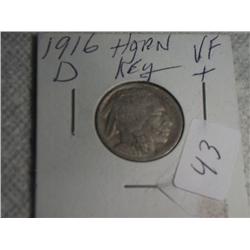 1916 HORN VF
D KEY +
43